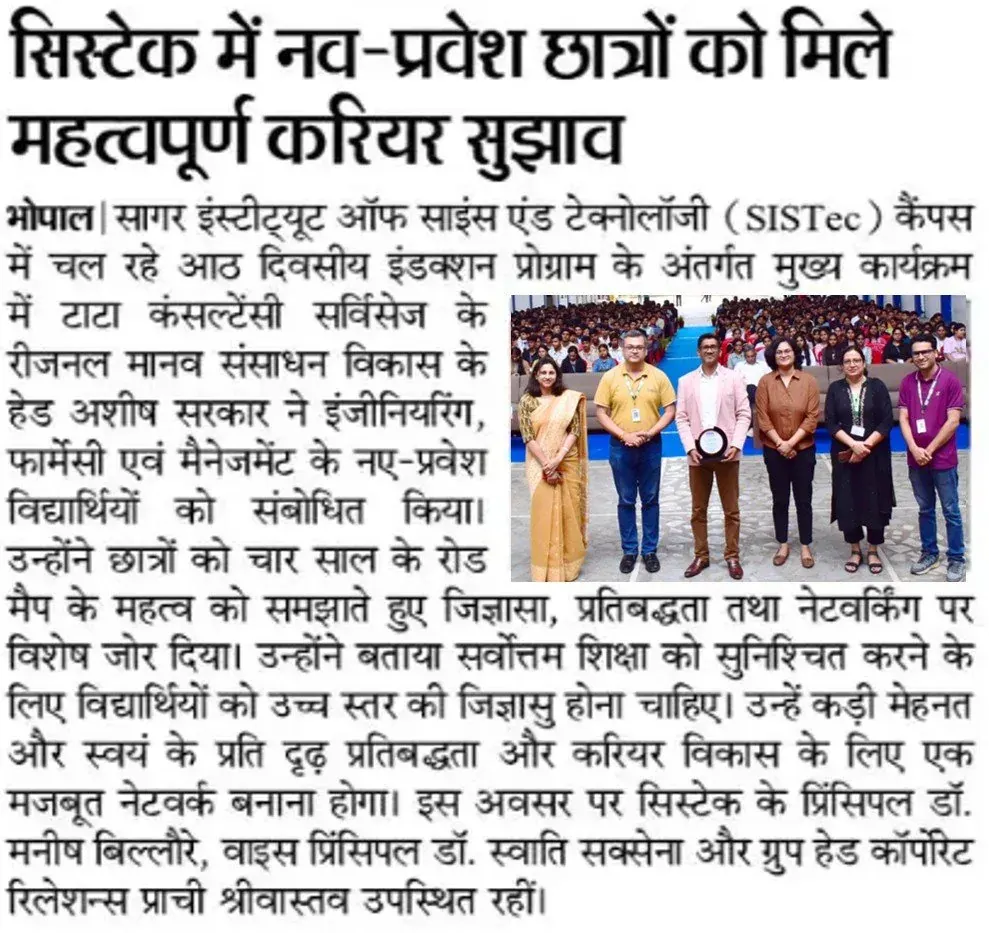 सिस्टेक में नव-प्रवेश छात्रों को मिले
महत्वपूर्ण करियर सुझाव
भोपाल| सागर इंस्टीट्यूट ऑफ साइंस एंड टेक्नोलॉजी (SISTec) कैंपस
में चल रहे आठ दिवसीय इंडक्शन प्रोग्राम के अंतर्गत मुख्य कार्यक्रम
में टाटा कंसल्टेंसी सर्विसेज के
रीजनल मानव संसाधन विकास के
हेड अशीष सरकार ने इंजीनियरिंग,
फार्मेसी एवं मैनेजमेंट के नए-प्रवेश
विद्यार्थियों को संबोधित किया।
उन्होंने छात्रों को चार साल के रोड
मैप के महत्व को समझाते हुए जिज्ञासा, प्रतिबद्धता तथा नेटवर्किंग पर
विशेष जोर दिया। उन्होंने बताया सर्वोत्तम शिक्षा को सुनिश्चित करने के
लिए विद्यार्थियों को उच्च स्तर की जिज्ञासु होना चाहिए। उन्हें कड़ी मेहनत
और स्वयं के प्रति दृढ़ प्रतिबद्धता और करियर विकास के लिए एक
मजबूत नेटवर्क बनाना होगा। इस अवसर पर सिस्टेक के प्रिंसिपल डॉ.
मनीष बिल्लौरे, वाइस प्रिंसिपल डॉ. स्वाति सक्सेना और ग्रुप हेड कॉर्पोरेट
रिलेशन्स प्राची श्रीवास्तव उपस्थित रहीं।